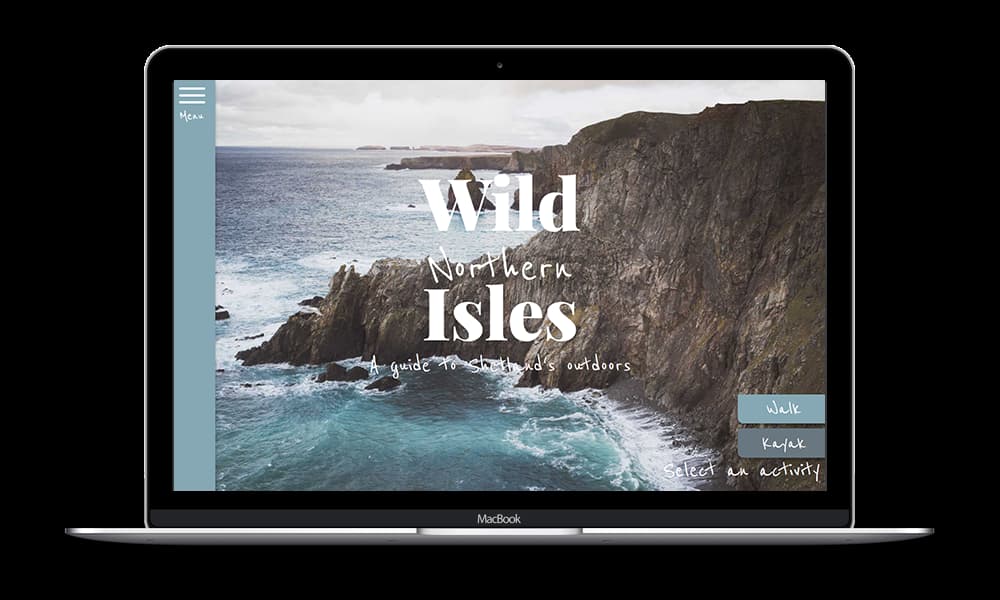 Menu
Wild
Northern
Isles
A guide to Shetland's outdoors
Walk
Kayak
Select an activity
MacBook